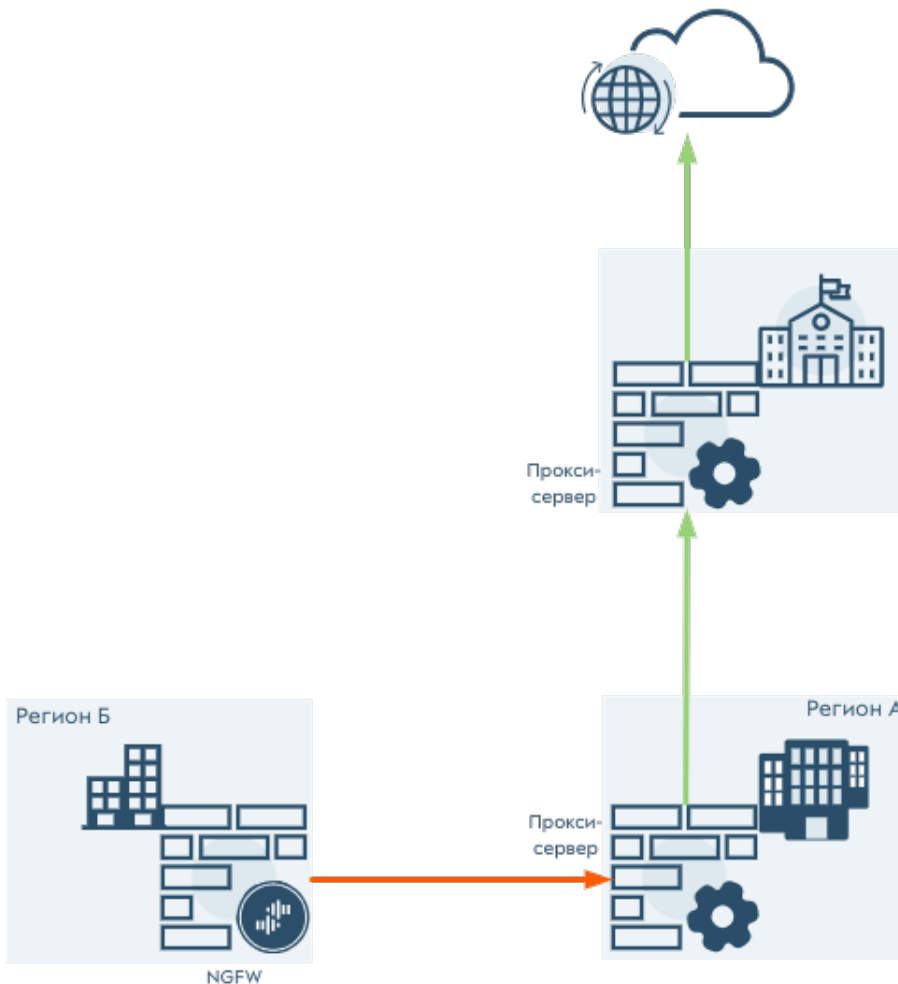 Прокси-
сервер
Регион Б
Регион А
Прокси-
сервер
NGFW